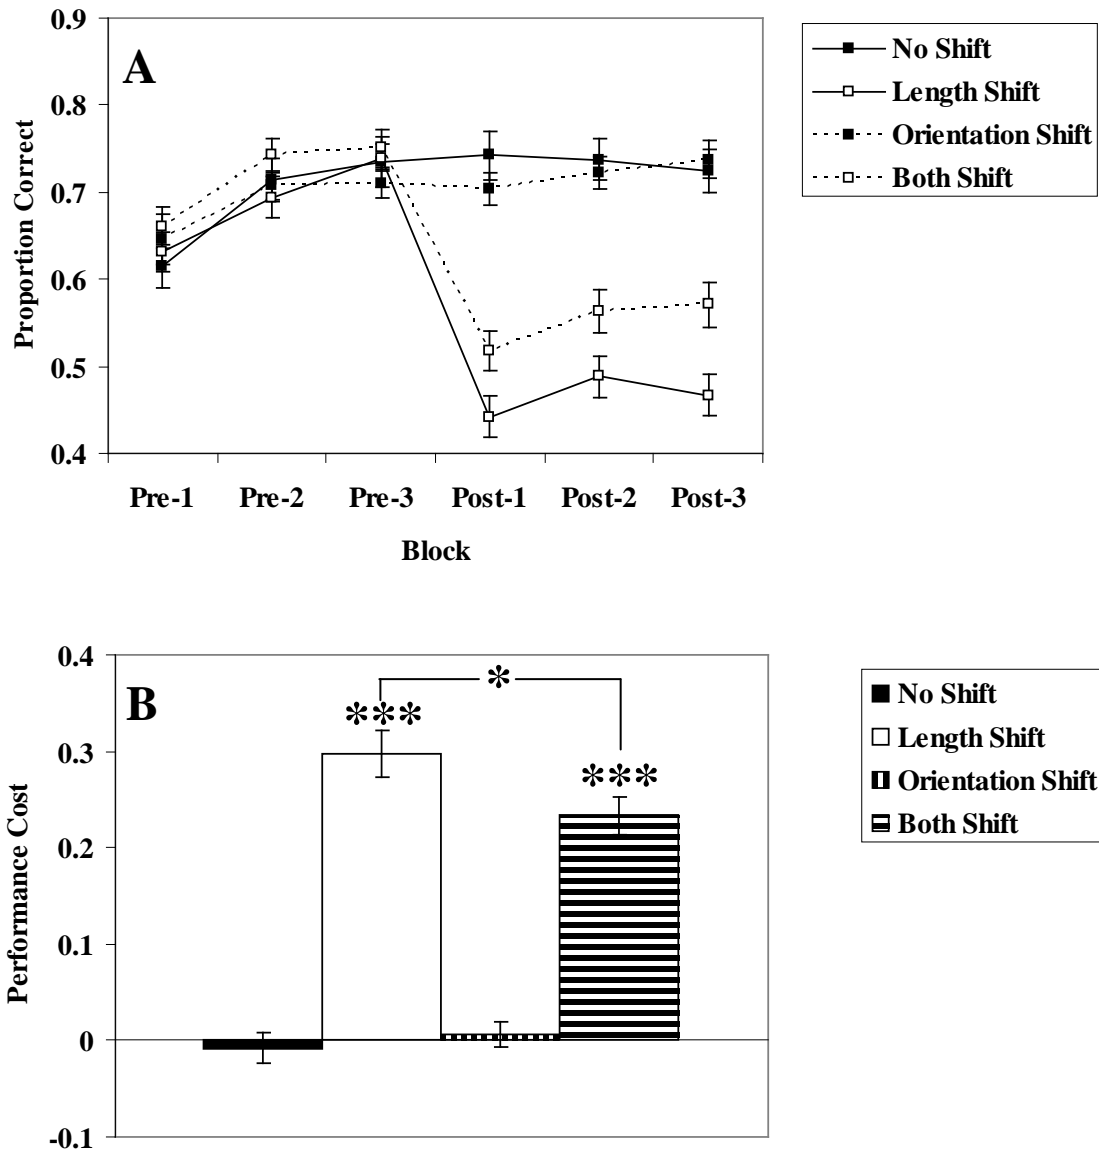 0.9
A
0.8
0.7
0.6
0.5
0.4
Proportion Correct
Pre-1 Pre-2 Pre-3 Post-1 Post-2 Post-3
Block
No Shift
Length Shift
Orientation Shift
Both Shift
0.4
B
0.3
0.2
0.1
0
-0.1
Performance Cost
*
***
***
No Shift
Length Shift
Orientation Shift
Both Shift